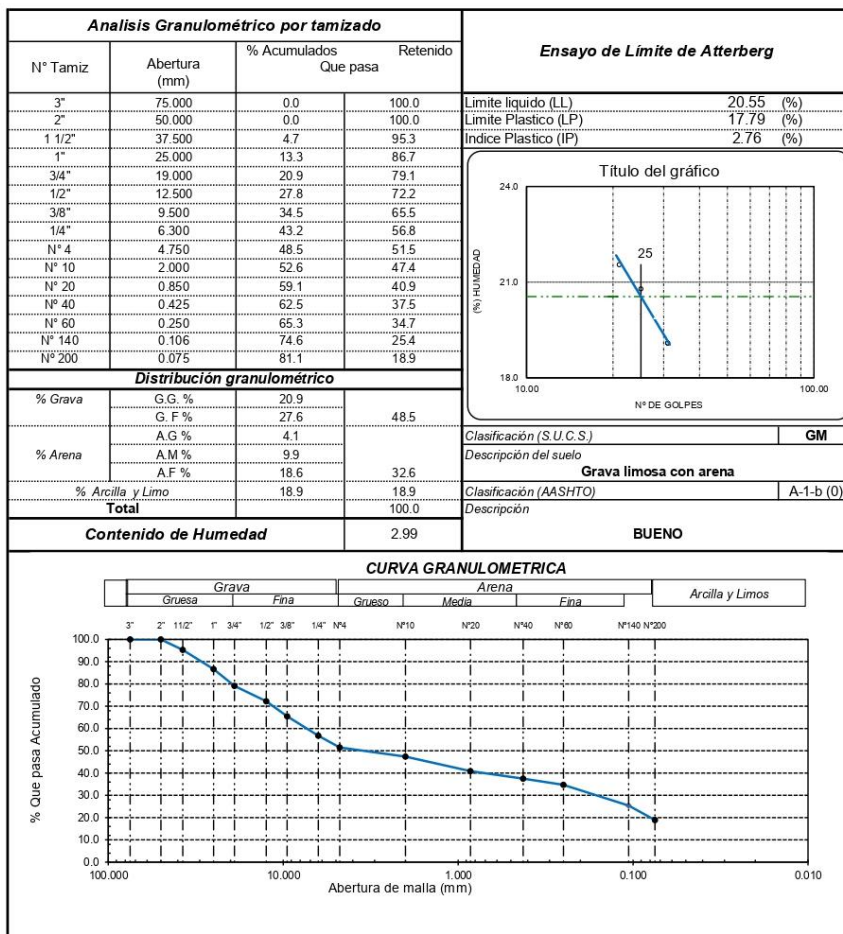 Analisis Granulométrico por tamizado
N° Tamiz Abertura (mm) % Acumulados Retenido
Que pasa
3" 75.000 0.0 100.0
2" 50.000 0.0 100.0
1 1/2" 37.500 4.7 95.3
1" 25.000 13.3 86.7
3/4" 19.000 20.9 79.1
1/2" 12.500 27.8 72.2
3/8" 9.500 34.5 65.5
1/4" 6.300 43.2 56.8
N° 4 4.750 48.5 51.5
N° 10 2.000 52.6 47.4
N° 20 0.850 59.1 40.9
Nº 40 0.425 62.5 37.5
N° 60 0.250 65.3 34.7
N° 140 0.106 74.6 25.4
N° 200 0.075 81.1 18.9
Distribución granulométrico
% Grava G.G. % 20.9
G. F % 27.6 48.5
% Arena A.G % 4.1
A.M % 9.9
A.F % 18.6 32.6
% Arcilla y Limo 18.9 18.9
Total 100.0
Contenido de Humedad 2.99
Ensayo de Límite de Atterberg
Limite liquido (LL) 20.55 (%)
Limite Plastico (LP) 17.79 (%)
Indice Plastico (IP) 2.76 (%)
Título del gráfico
24.0
25
21.0
18.0
(%) HUMEDAD
10.00 100.00
Nº DE GOLPES
Clasificación (S.U.C.S.) GM
Descripción del suelo
Grava limosa con arena
Clasificación (AASHTO) A-1-b (0)
Descripción
BUENO
CURVA GRANULOMETRICA
Grava Arena Arcilla y Limos
Gruesa Fina Grueso Media Fina
3" 2" 11/2" 1" 3/4" 1/2" 3/8" 1/4" N°4 N°10 N°20 N°40 N°60 N°140 N°200
% Que pasa Acumulado
100.0
90.0
80.0
70.0
60.0
50.0
40.0
30.0
20.0
10.0
0.0
100.000 10.000 1.000 0.100 0.010
Abertura de malla (mm)